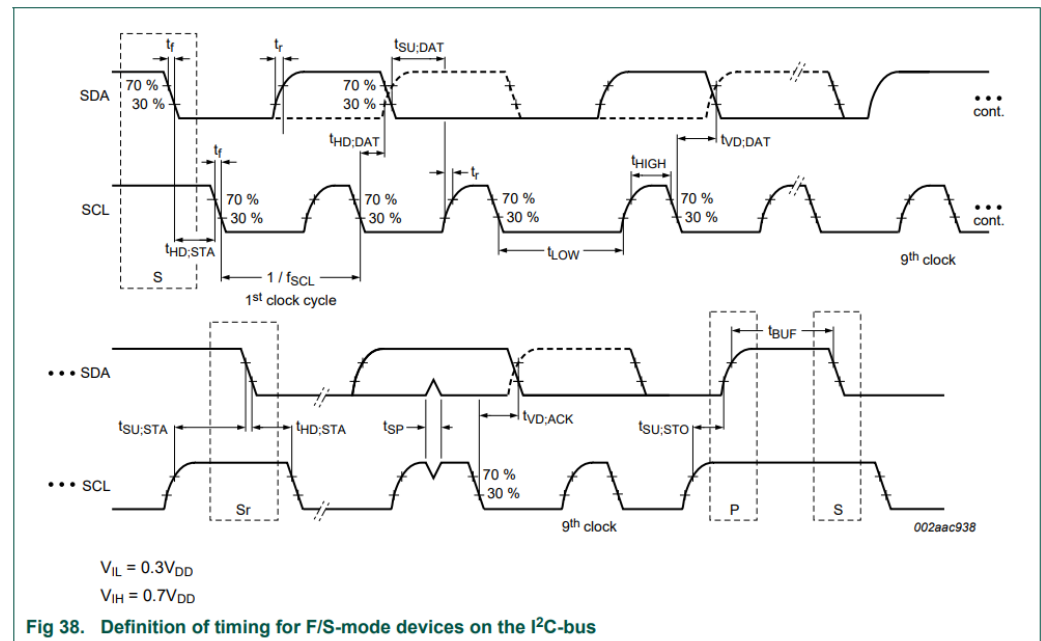 tf tr tSU;DAT
SDA 70 % 30 % 70 % 30 % ••• cont.
tHD;DAT tVD;DAT
tf tr tHIGH
SCL 70 % 30 % 70 % 30 % 70 % 30 % 70 % 30 % ••• cont.
tHD;STA tLOW
S 1 / fSCL 9th clock
1st clock cycle
tBUF
••• SDA
tSU;STA tHD;STA tSP tVD;ACK tSU;STO
••• SCL 70 % 30 %
Sr 9th clock P S
002aac938
VIL = 0.3VDD
VIH = 0.7VDD
Fig 38. Definition of timing for F/S-mode devices on the I²C-bus